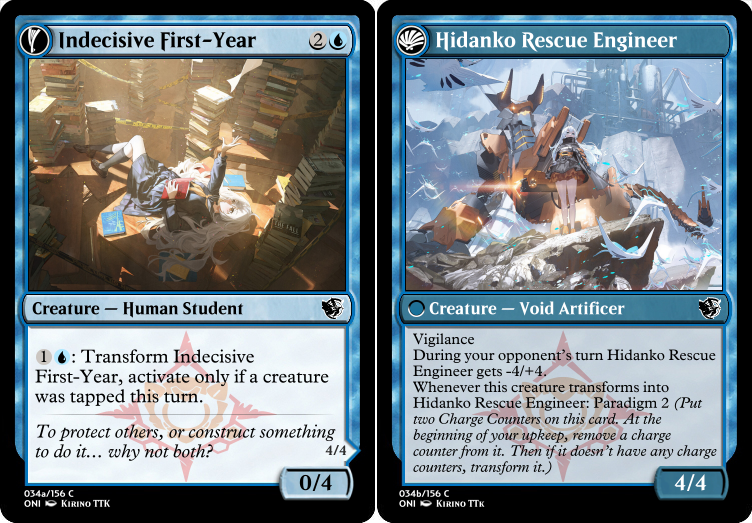 Indecisive First-Year 2
Creature — Human Student
1 : Transform Indecisive
First-Year, activate only if a creature
was tapped this turn.
To protect others, or construct something
to do it… why not both?
4/4
0/4
034a/156 C
ONI Kirino TTK
Hidanko Rescue Engineer
Creature — Void Artificer
Vigilance
During your opponent's turn Hidanko Rescue
Engineer gets -4/+4.
Whenever this creature transforms into
Hidanko Rescue Engineer: Paradigm 2 (Put
two Charge Counters on this card. At the
beginning of your upkeep, remove a charge
counter from it. Then if it doesn't have any charge
counters, transform it.)
4/4
034b/156 C
ONI Kirino TTK